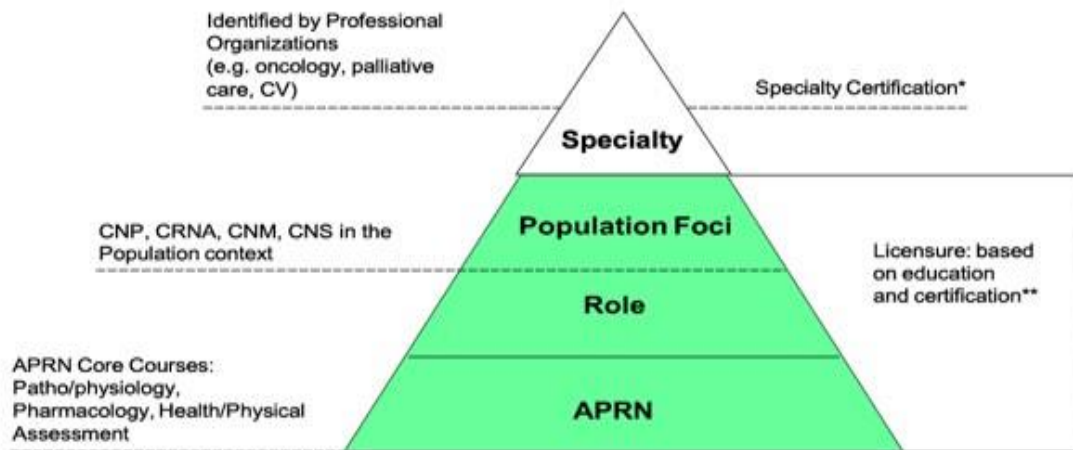 Identified by Professional
Organizations
(e.g. oncology, palliative
care, CV)
Specialty Certification*
Specialty
CNP, CRNA, CNM, CNS in the
Population context
Population Foci
Licensure: based
on education
and certification**
Role
APRN Core Courses:
Patho/physiology,
Pharmacology, Health/Physical
Assessment
APRN